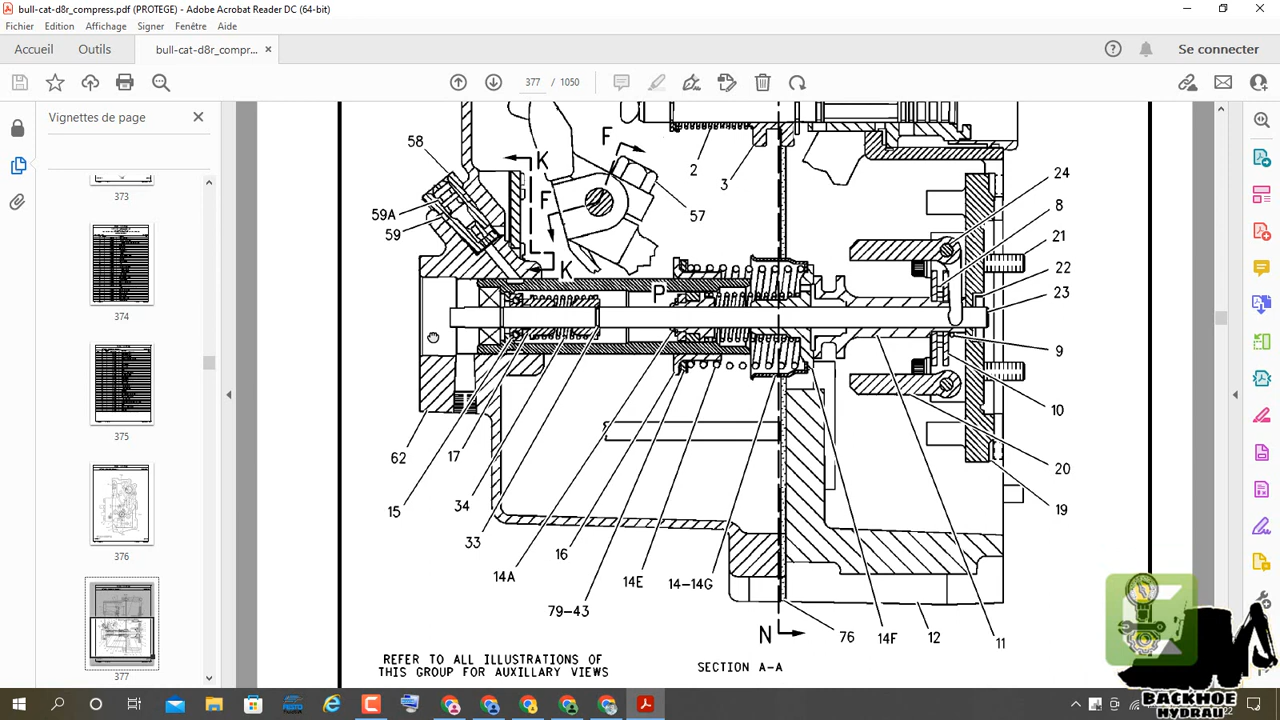 bull-cat-d8r_compress.pdf (PROTEGE) - Adobe Acrobat Reader DC (64-bit)
Fichier Edition Affichage Signer Fenêtre Aide
Accueil Outils bull-cat-d8r_compr... × Se connecter
377 / 1050
Vignettes de page
373
374
375
376
377
58
59A
59
K
F
F
K
P
2
3
57
24
8
21
22
23
9
10
20
19
62
15
17
34
33
14A
16
79-43
14E
14-14G
N
76
14F
12
11
REFER TO ALL ILLUSTRATIONS OF
THIS GROUP FOR AUXILLARY VIEWS
SECTION A-A
BACKHOE
HYDRAU